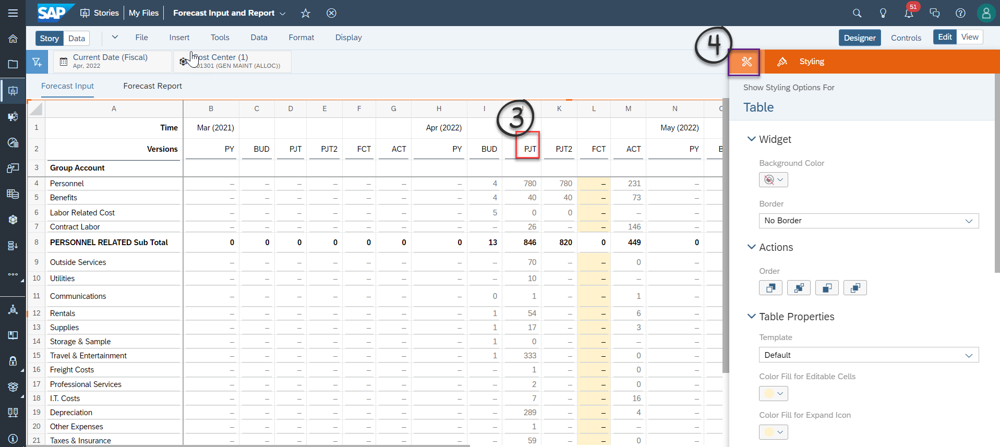 SAP Stories My Files Forecast Input and Report 51
Story Data File Insert Tools Data Format Display Designer Controls Edit View
4
Current Date (Fiscal) Cost Center (1)
Apr, 2022 01301 (GEN MAINT (ALLOC))
Styling
Forecast Input Forecast Report
Show Styling Options For
Table
3
A B C D E F G H I J K L M N
1 Time Mar (2021) Apr (2022) May (2022)
2 Versions PY BUD PJT PJT2 FCT ACT PY BUD PJT PJT2 FCT ACT PY
3 Group Account
4 Personnel – – – – – – – 4 780 780 – 231 –
5 Benefits – – – – – – – 4 40 40 – 73 –
6 Labor Related Cost – – – – – – – 5 0 0 – – –
7 Contract Labor – – – – – – – – 26 – – 146 –
8 PERSONNEL RELATED Sub Total 0 0 0 0 0 0 0 13 846 820 0 449 0
9 Outside Services – – – – – – – – 70 – – 0 –
10 Utilities – – – – – – – – 10 – – – –
11 Communications – – – – – – – 0 1 – – 1 –
12 Rentals – – – – – – – 1 54 – – 6 –
13 Supplies – – – – – – – 1 17 – – 3 –
14 Storage & Sample – – – – – – – 1 0 – – – –
15 Travel & Entertainment – – – – – – – 1 333 – – 0 –
16 Freight Costs – – – – – – – – 1 – – 0 –
17 Professional Services – – – – – – – – 2 – – 0 –
18 I.T. Costs – – – – – – – – 7 – – 16 –
19 Depreciation – – – – – – – – 289 – – 4 –
20 Other Expenses – – – – – – – – 1 – – – –
21 Taxes & Insurance – – – – – – – – 59 – – 0 –
Widget
Background Color
Border
No Border
Actions
Order
Table Properties
Template
Default
Color Fill for Editable Cells
Color Fill for Expand Icon